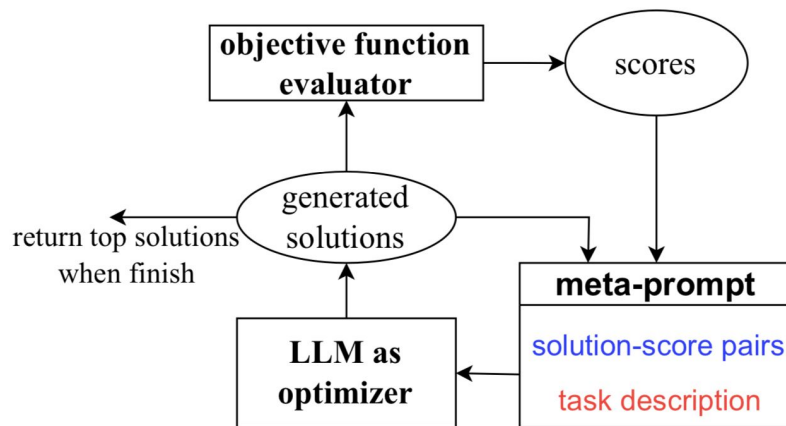 objective function
evaluator
scores
generated
solutions
return top solutions
when finish
meta-prompt
solution-score pairs
task description
LLM as
optimizer